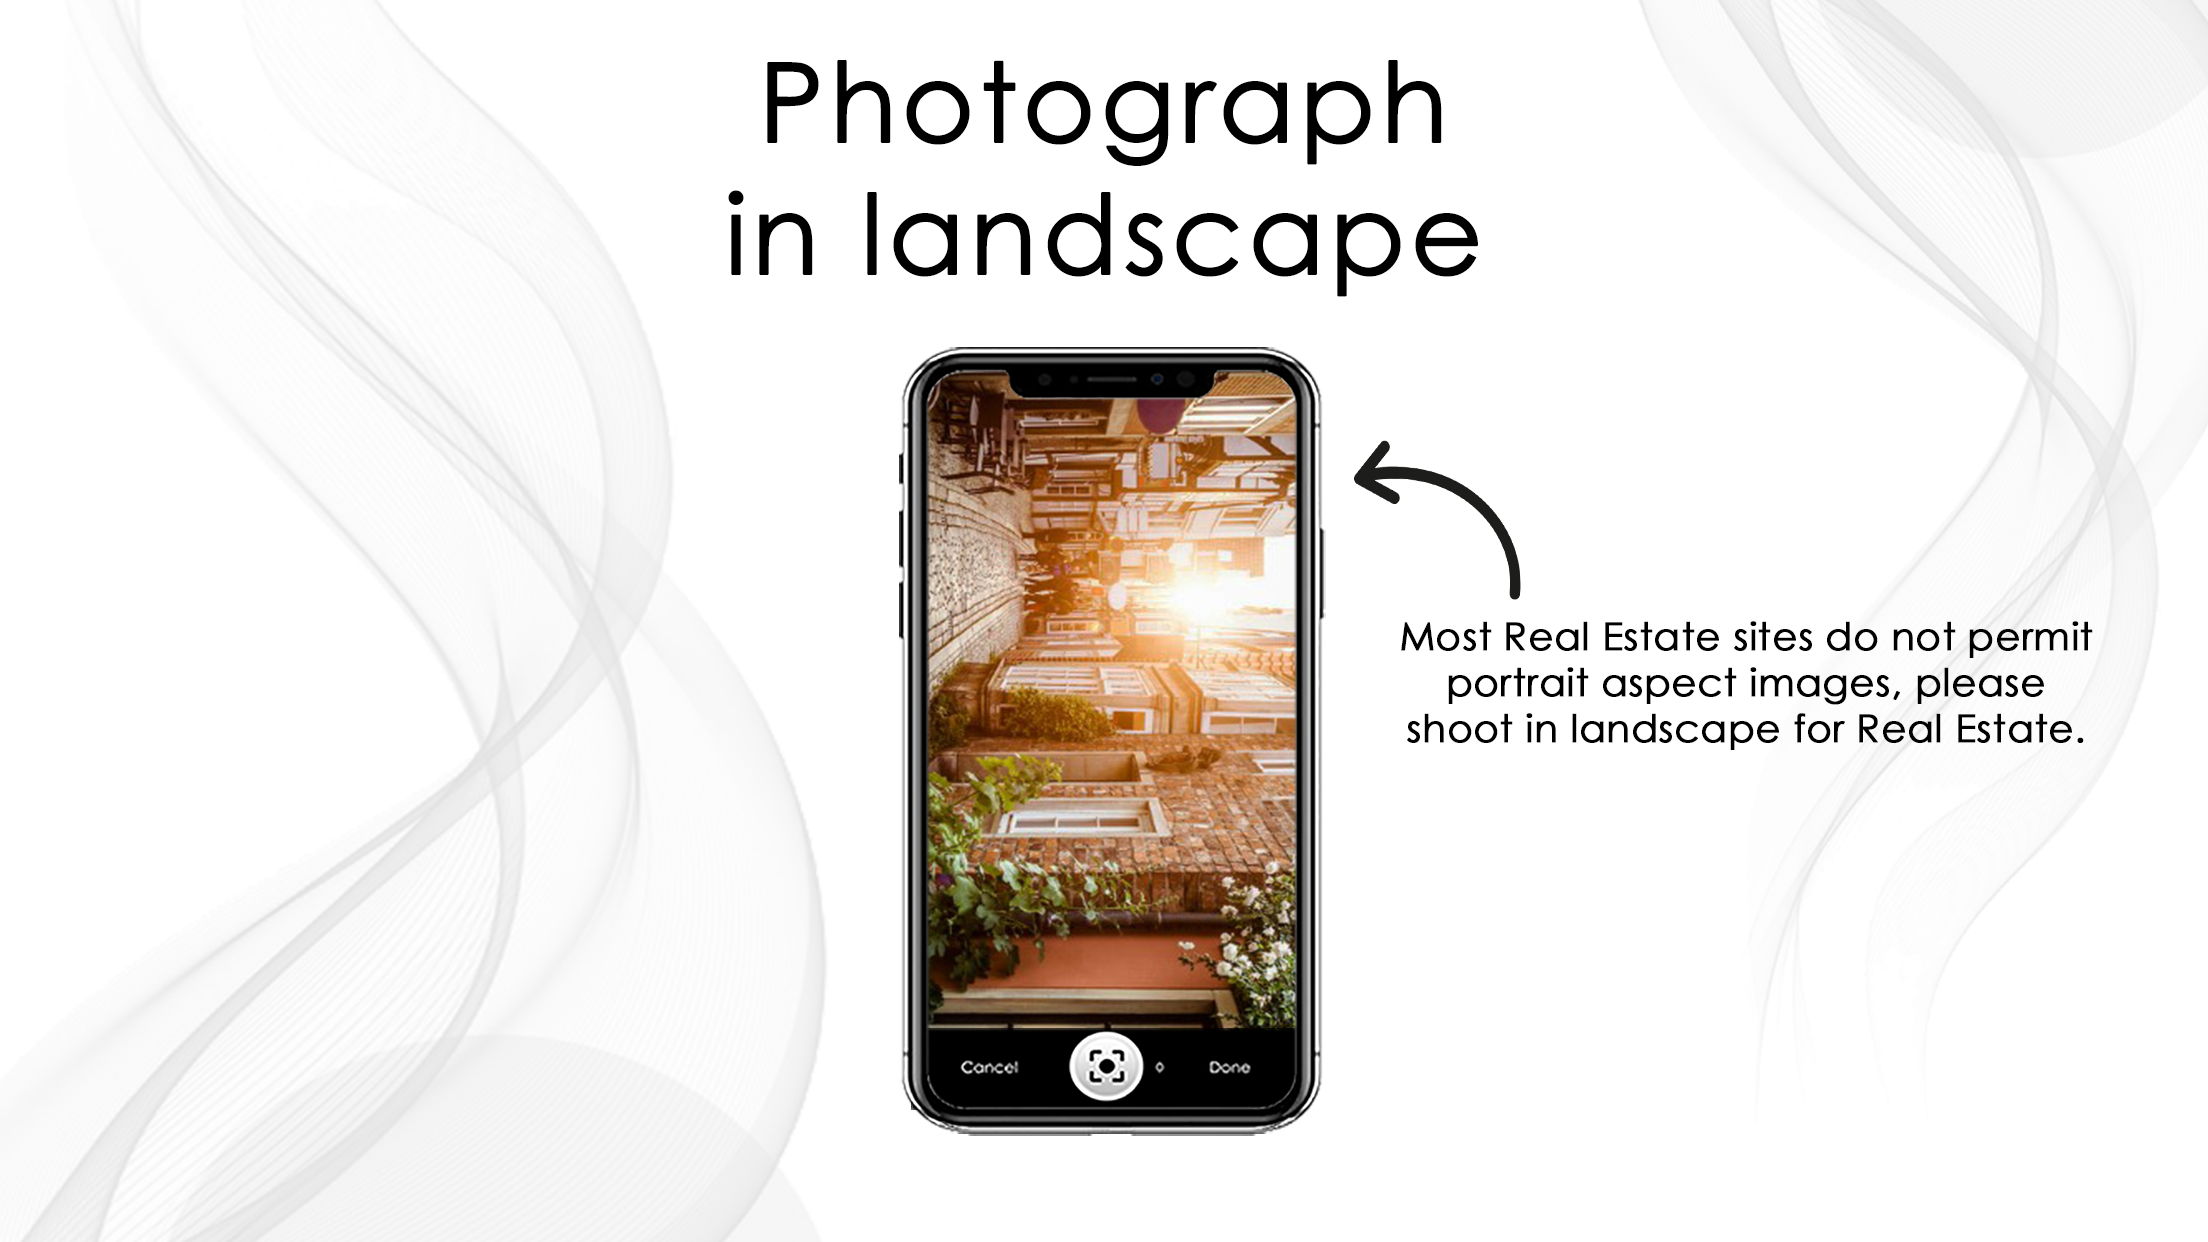 Photograph
in landscape
Most Real Estate sites do not permit
portrait aspect images, please
shoot in landscape for Real Estate.
Cancel
Done